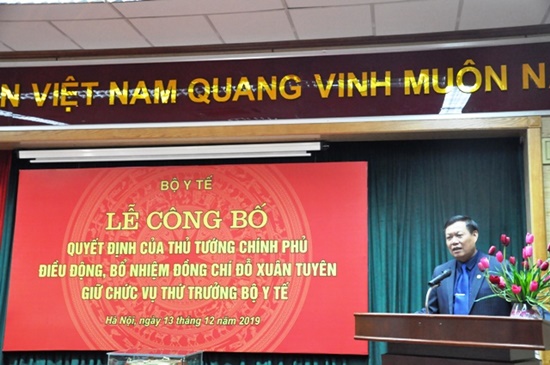 VIỆT NAM QUANG VINH MUÔN N
BỘ Y TẾ
LỄ CÔNG BỐ
QUYẾT ĐỊNH CỦA THỦ TƯỚNG CHÍNH PHỦ
ĐIỀU ĐỘNG, BỔ NHIỆM ĐỒNG CHÍ ĐỖ XUÂN TUYÊN
GIỮ CHỨC VỤ THỨ TRƯỞNG BỘ Y TẾ
Hà Nội, ngày 13 tháng 12 năm 2019